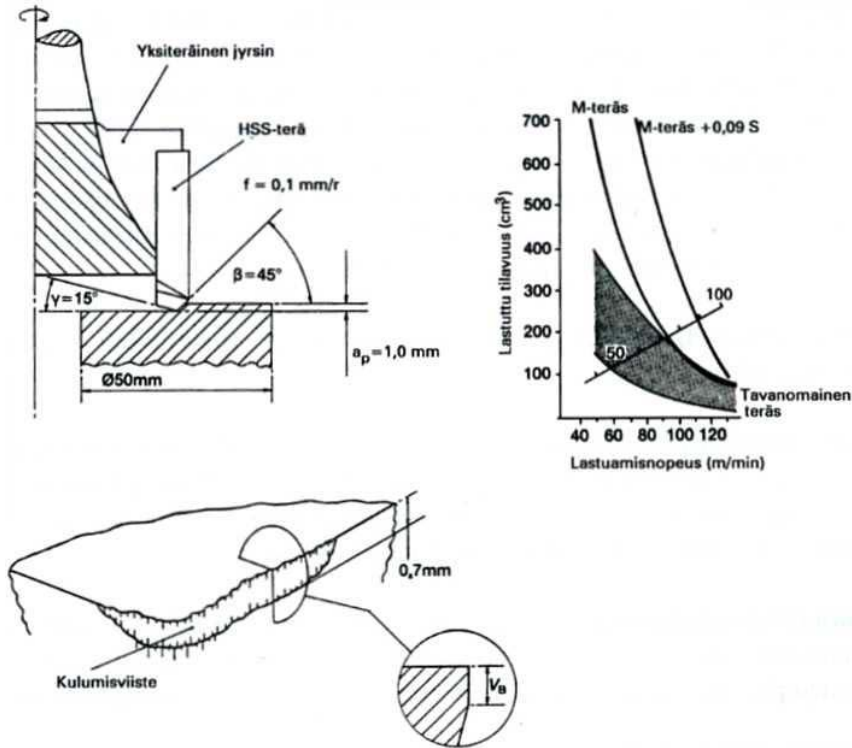 Yksiteräinen jyrsin
HSS-terä
f = 0,1 mm/r
β=45°
γ=15°
aₚ=1,0 mm
Ø50mm
Lastuttu tilavuus (cm³)
700
600
500
400
300
200
100
M-teräs
M-teräs +0,09 S
100
50
Tavanomainen
teräs
40 60 80 100 120
Lastuamisnopeus (m/min)
0,7mm
Kulumisviiste
V_B